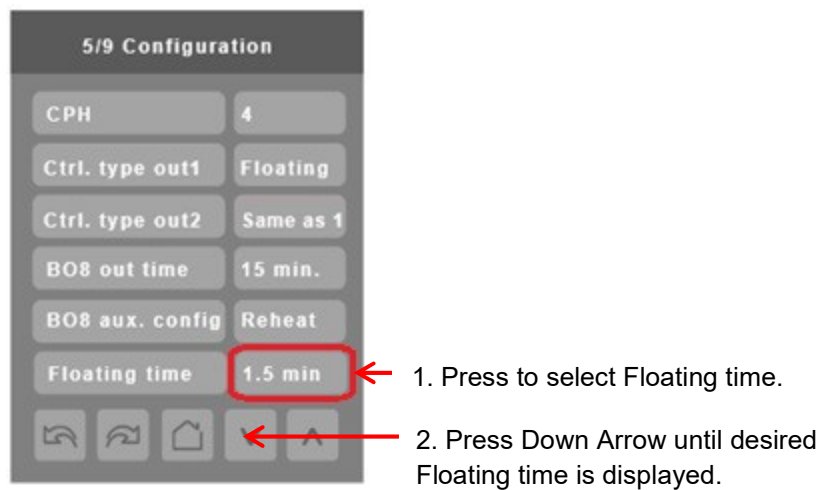 5/9 Configuration
CPH 4
Ctrl. type out1 Floating
Ctrl. type out2 Same as 1
BO8 out time 15 min.
BO8 aux. config Reheat
Floating time 1.5 min
1. Press to select Floating time.
2. Press Down Arrow until desired
Floating time is displayed.